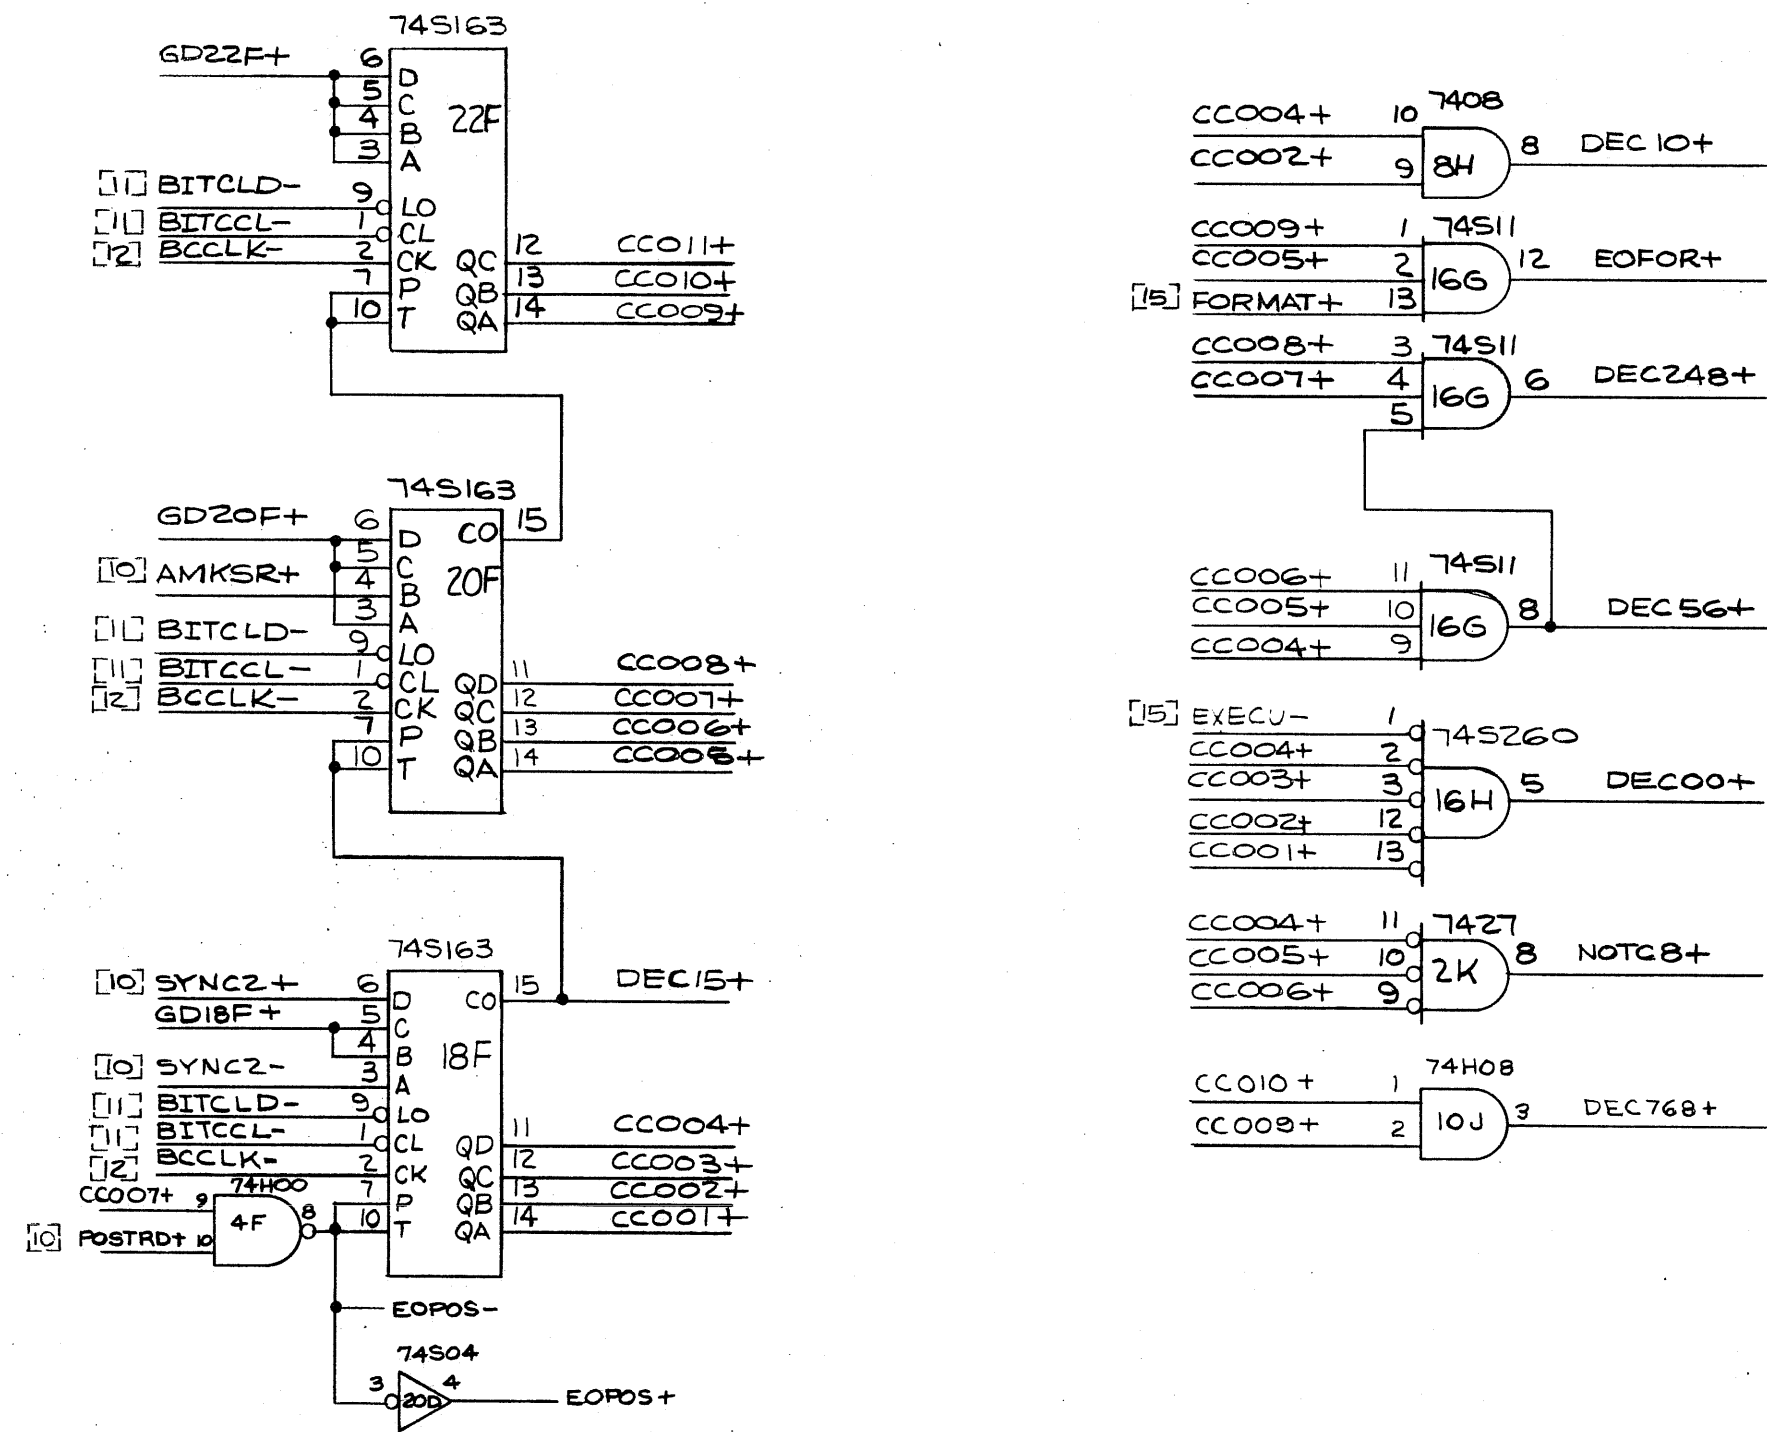 74S163
GD22F+ 6 D
5 C
4 B
3 A
22F
[11] BITCLD- 9 LO
[11] BITCCL- 1 CL
[12] BCCLK- 2 CK QC 12 CC011+
7 P QB 13 CC010+
10 T QA 14 CC009+
74S163
GD20F+ 6 D CO 15
5 C
[10] AMKSR+ 4 B
20F
3 A
[11] BITCLD- 9 LO
[11] BITCCL- 1 CL QD 11 CC008+
[12] BCCLK- 2 CK QC 12 CC007+
7 P QB 13 CC006+
10 T QA 14 CC005+
74S163
[10] SYNC2+ 6 D CO 15 DEC15+
GD18F+ 5 C
4 B
18F
[10] SYNC2- 3 A
[11] BITCLD- 9 LO
[11] BITCCL- 1 CL QD 11 CC004+
[12] BCCLK- 2 CK QC 12 CC003+
7 P QB 13 CC002+
10 T QA 14 CC001+
74H00
CC007+ 9
4F 8
[10] POSTRD+ 10
EOPOS-
74S04
3 20D 4 EOPOS+
7408
CC004+ 10
CC002+ 9 8H 8 DEC10+
74S11
CC009+ 1
CC005+ 2 16G 12 EOFOR+
[15] FORMAT+ 13
74S11
CC008+ 3
CC007+ 4 16G 6 DEC248+
5
74S11
CC006+ 11
CC005+ 10 16G 8 DEC56+
CC004+ 9
[15] EXECU- 1 74S260
CC004+ 2
CC003+ 3 16H 5 DEC00+
CC002+ 12
CC001+ 13
CC004+ 11 7427
CC005+ 10 2K 8 NOTC8+
CC006+ 9
74H08
CC010+ 1
10J 3 DEC768+
CC009+ 2